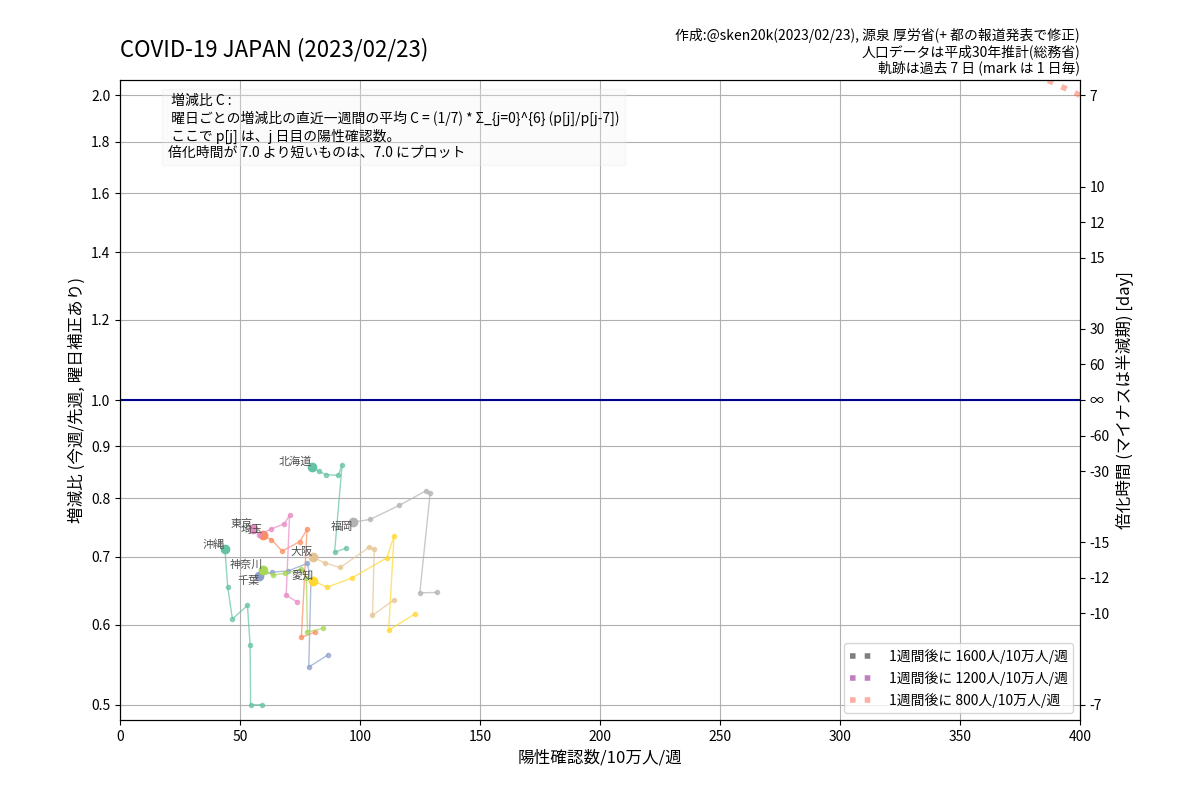 COVID-19 JAPAN (2023/02/23)
作成:@sken20k(2023/02/23), 源泉 厚労省(+ 都の報道発表で修正)
人口データは平成30年推計(総務省)
軌跡は過去 7 日 (mark は 1 日毎)
増減比 C :
曜日ごとの増減比の直近一週間の平均 C = (1/7) * Σ_{j=0}^{6} (p[j]/p[j-7])
ここで p[j] は、j 日目の陽性確認数。
倍化時間が 7.0 より短いものは、7.0 にプロット
2.0
1.8
1.6
1.4
1.2
1.0
0.9
0.8
0.7
0.6
0.5
増減比 (今週/先週, 曜日補正あり)
7
10
12
15
30
60
∞
-60
-30
-15
-12
-10
-7
倍化時間 (マイナスは半減期) [day]
北海道
東京
埼玉
福岡
沖縄
大阪
神奈川
愛知
千葉
1週間後に 1600人/10万人/週
1週間後に 1200人/10万人/週
1週間後に 800人/10万人/週
0 50 100 150 200 250 300 350 400
陽性確認数/10万人/週